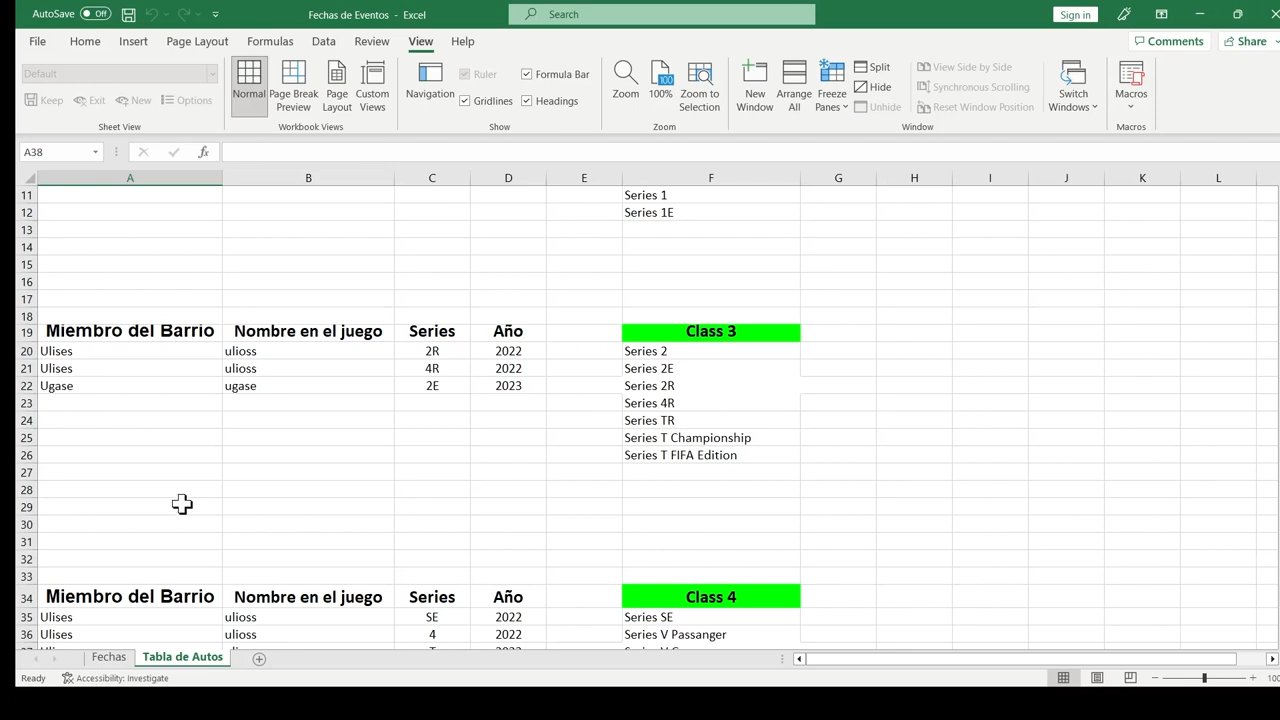 AutoSave Off Fechas de Eventos - Excel Search Sign in
File Home Insert Page Layout Formulas Data Review View Help Comments Share
Default
Keep Exit New Options
Sheet View
Normal Page Break Preview Page Layout Custom Views
Workbook Views
Navigation Ruler Formula Bar
Gridlines Headings
Show
Zoom 100% Zoom to Selection
Zoom
New Window Arrange All Freeze Panes Split
Hide
Unhide
View Side by Side
Synchronous Scrolling
Reset Window Position
Switch Windows
Window
Macros
Macros
A38 fx
A B C D E F G H I J K L
11 Series 1
12 Series 1E
13
14
15
16
17
18
19 Miembro del Barrio Nombre en el juego Series Año Class 3
20 Ulises ulioss 2R 2022 Series 2
21 Ulises ulioss 4R 2022 Series 2E
22 Ugase ugase 2E 2023 Series 2R
23 Series 4R
24 Series TR
25 Series T Championship
26 Series T FIFA Edition
27
28
29
30
31
32
33
34 Miembro del Barrio Nombre en el juego Series Año Class 4
35 Ulises ulioss SE 2022 Series SE
36 Ulises ulioss 4 2022 Series V Passanger
Fechas Tabla de Autos
Ready Accessibility: Investigate 100